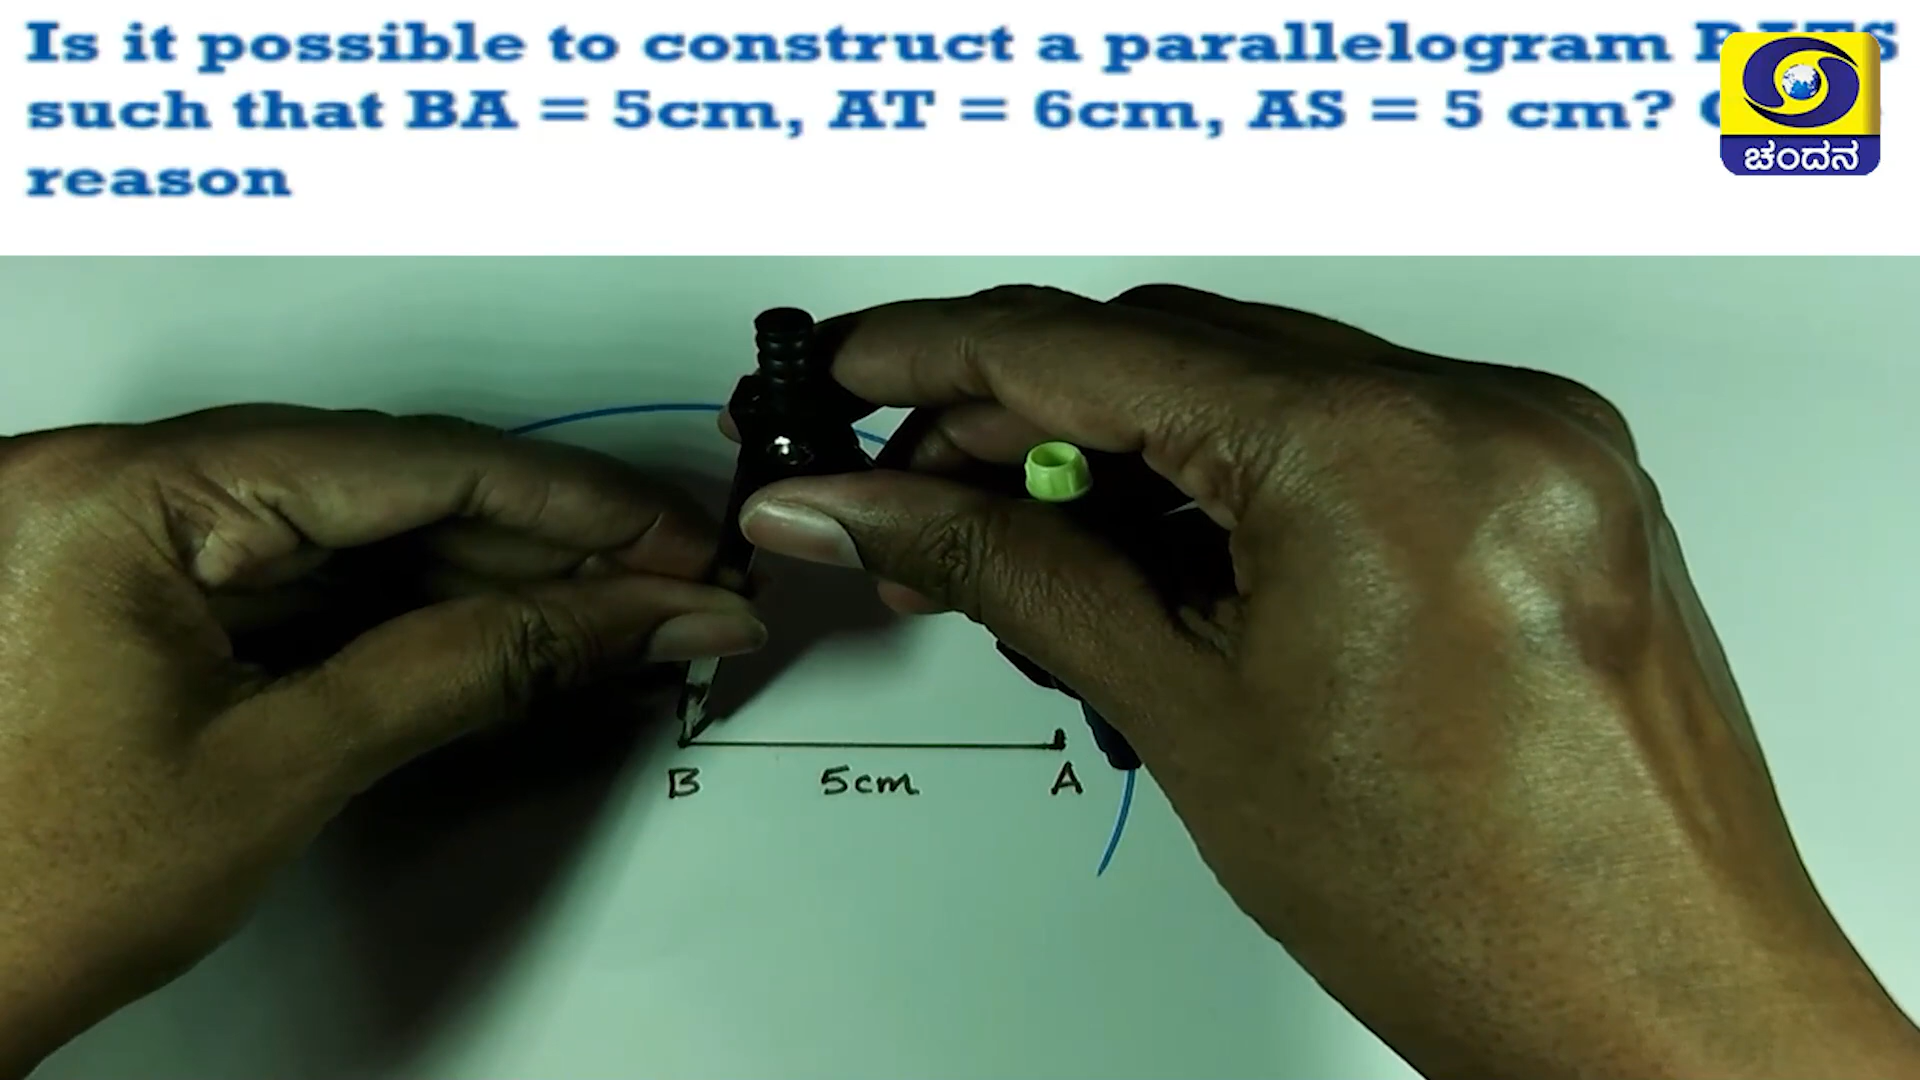 Is it possible to construct a parallelogram
such that BA = 5cm, AT = 6cm, AS = 5 cm?
reason
ಚಂದನ
B 5cm A